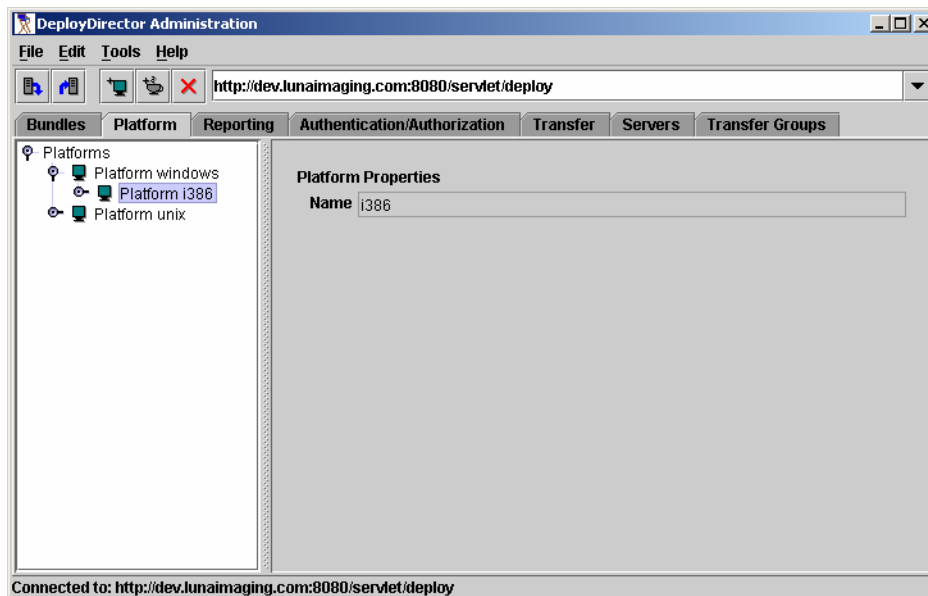 DeployDirector Administration
File Edit Tools Help
http://dev.lunaimaging.com:8080/servlet/deploy
Bundles Platform Reporting Authentication/Authorization Transfer Servers Transfer Groups
Platforms
Platform windows
Platform i386
Platform unix
Platform Properties
Name i386
Connected to: http://dev.lunaimaging.com:8080/servlet/deploy